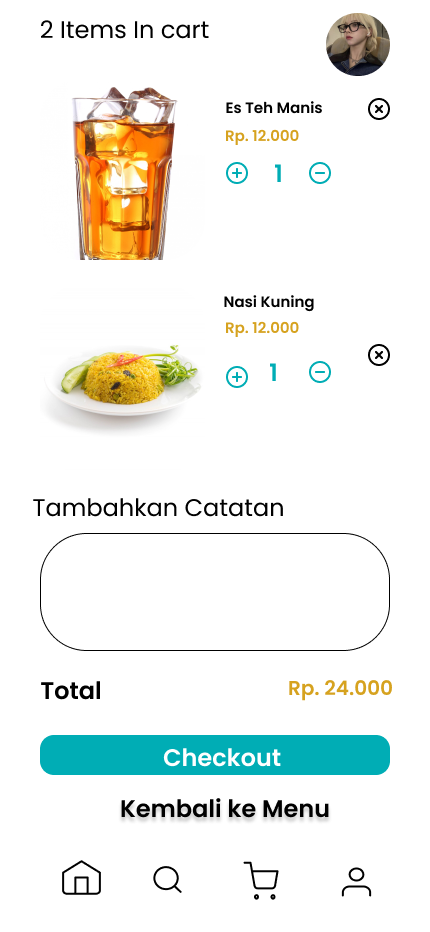 2 Items In cart
Es Teh Manis
Rp. 12.000
1
Nasi Kuning
Rp. 12.000
1
Tambahkan Catatan
Total
Rp. 24.000
Checkout
Kembali ke Menu